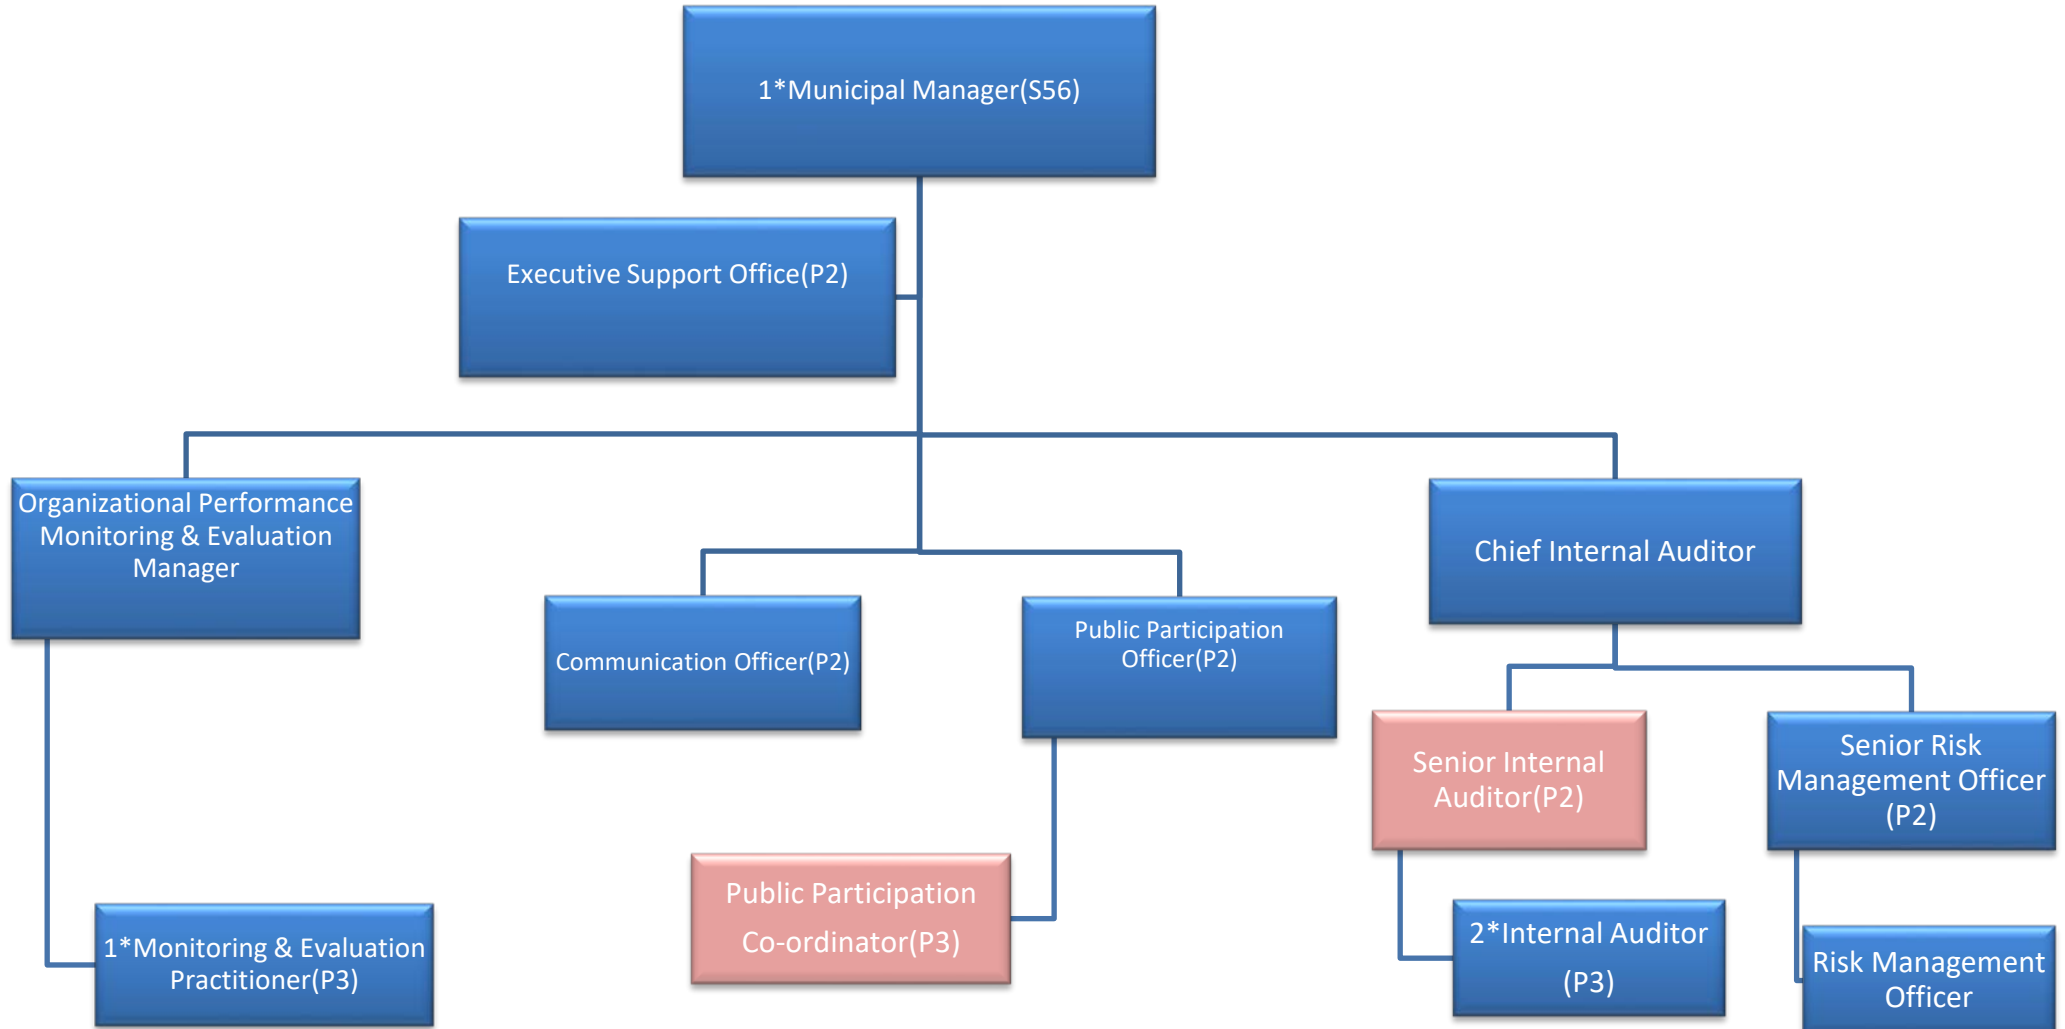 1*Municipal Manager(S56)
Executive Support Office(P2)
Organizational Performance
Monitoring & Evaluation
Manager
Chief Internal Auditor
Communication Officer(P2)
Public Participation
Officer(P2)
Senior Internal
Auditor(P2)
Senior Risk
Management Officer
(P2)
Public Participation
Co-ordinator(P3)
1*Monitoring & Evaluation
Practitioner(P3)
2*Internal Auditor
(P3)
Risk Management
Officer